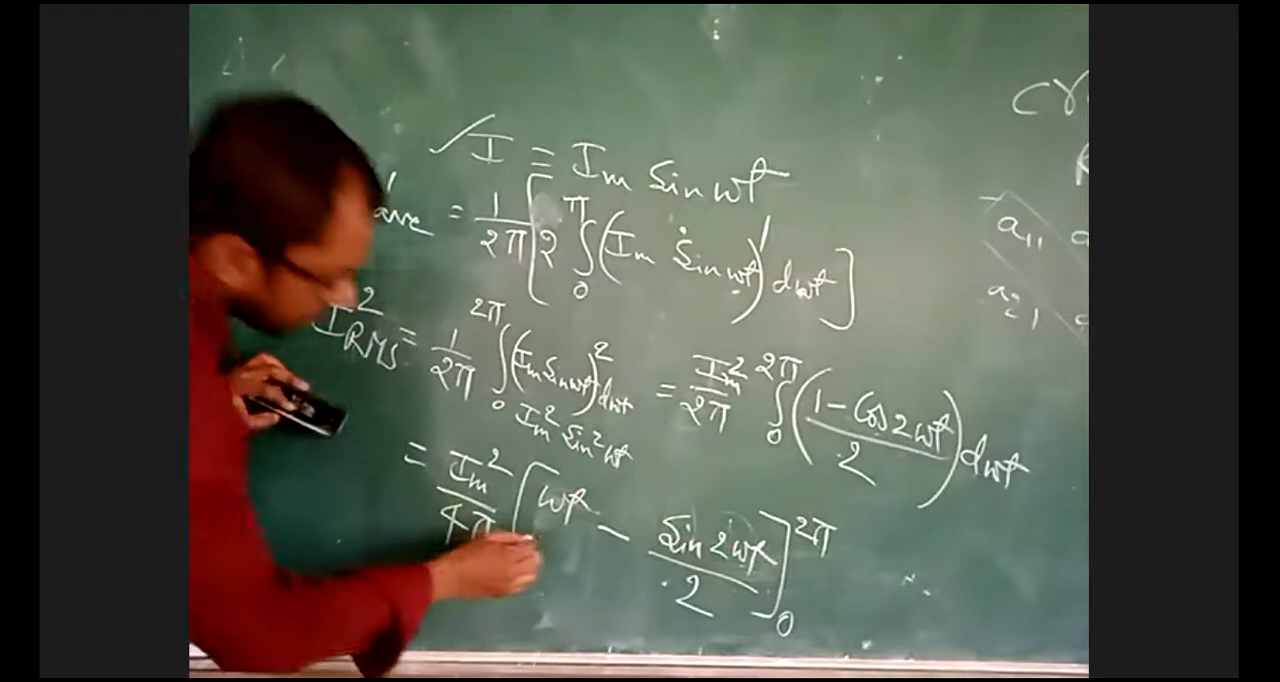 I = Im Sin wt
ave = 1/2π [2 ∫₀^π (Im Sin wt)' dwt]
I²RMS = 1/2π ∫₀^2π (Im Sin wt)² dwt = Im²/2π ∫₀^2π ((1 - Cos 2wt)/2) dwt
Im² Sin² wt
= Im²/4π [wt - Sin 2wt/2]₀^2π
a11 a
a21